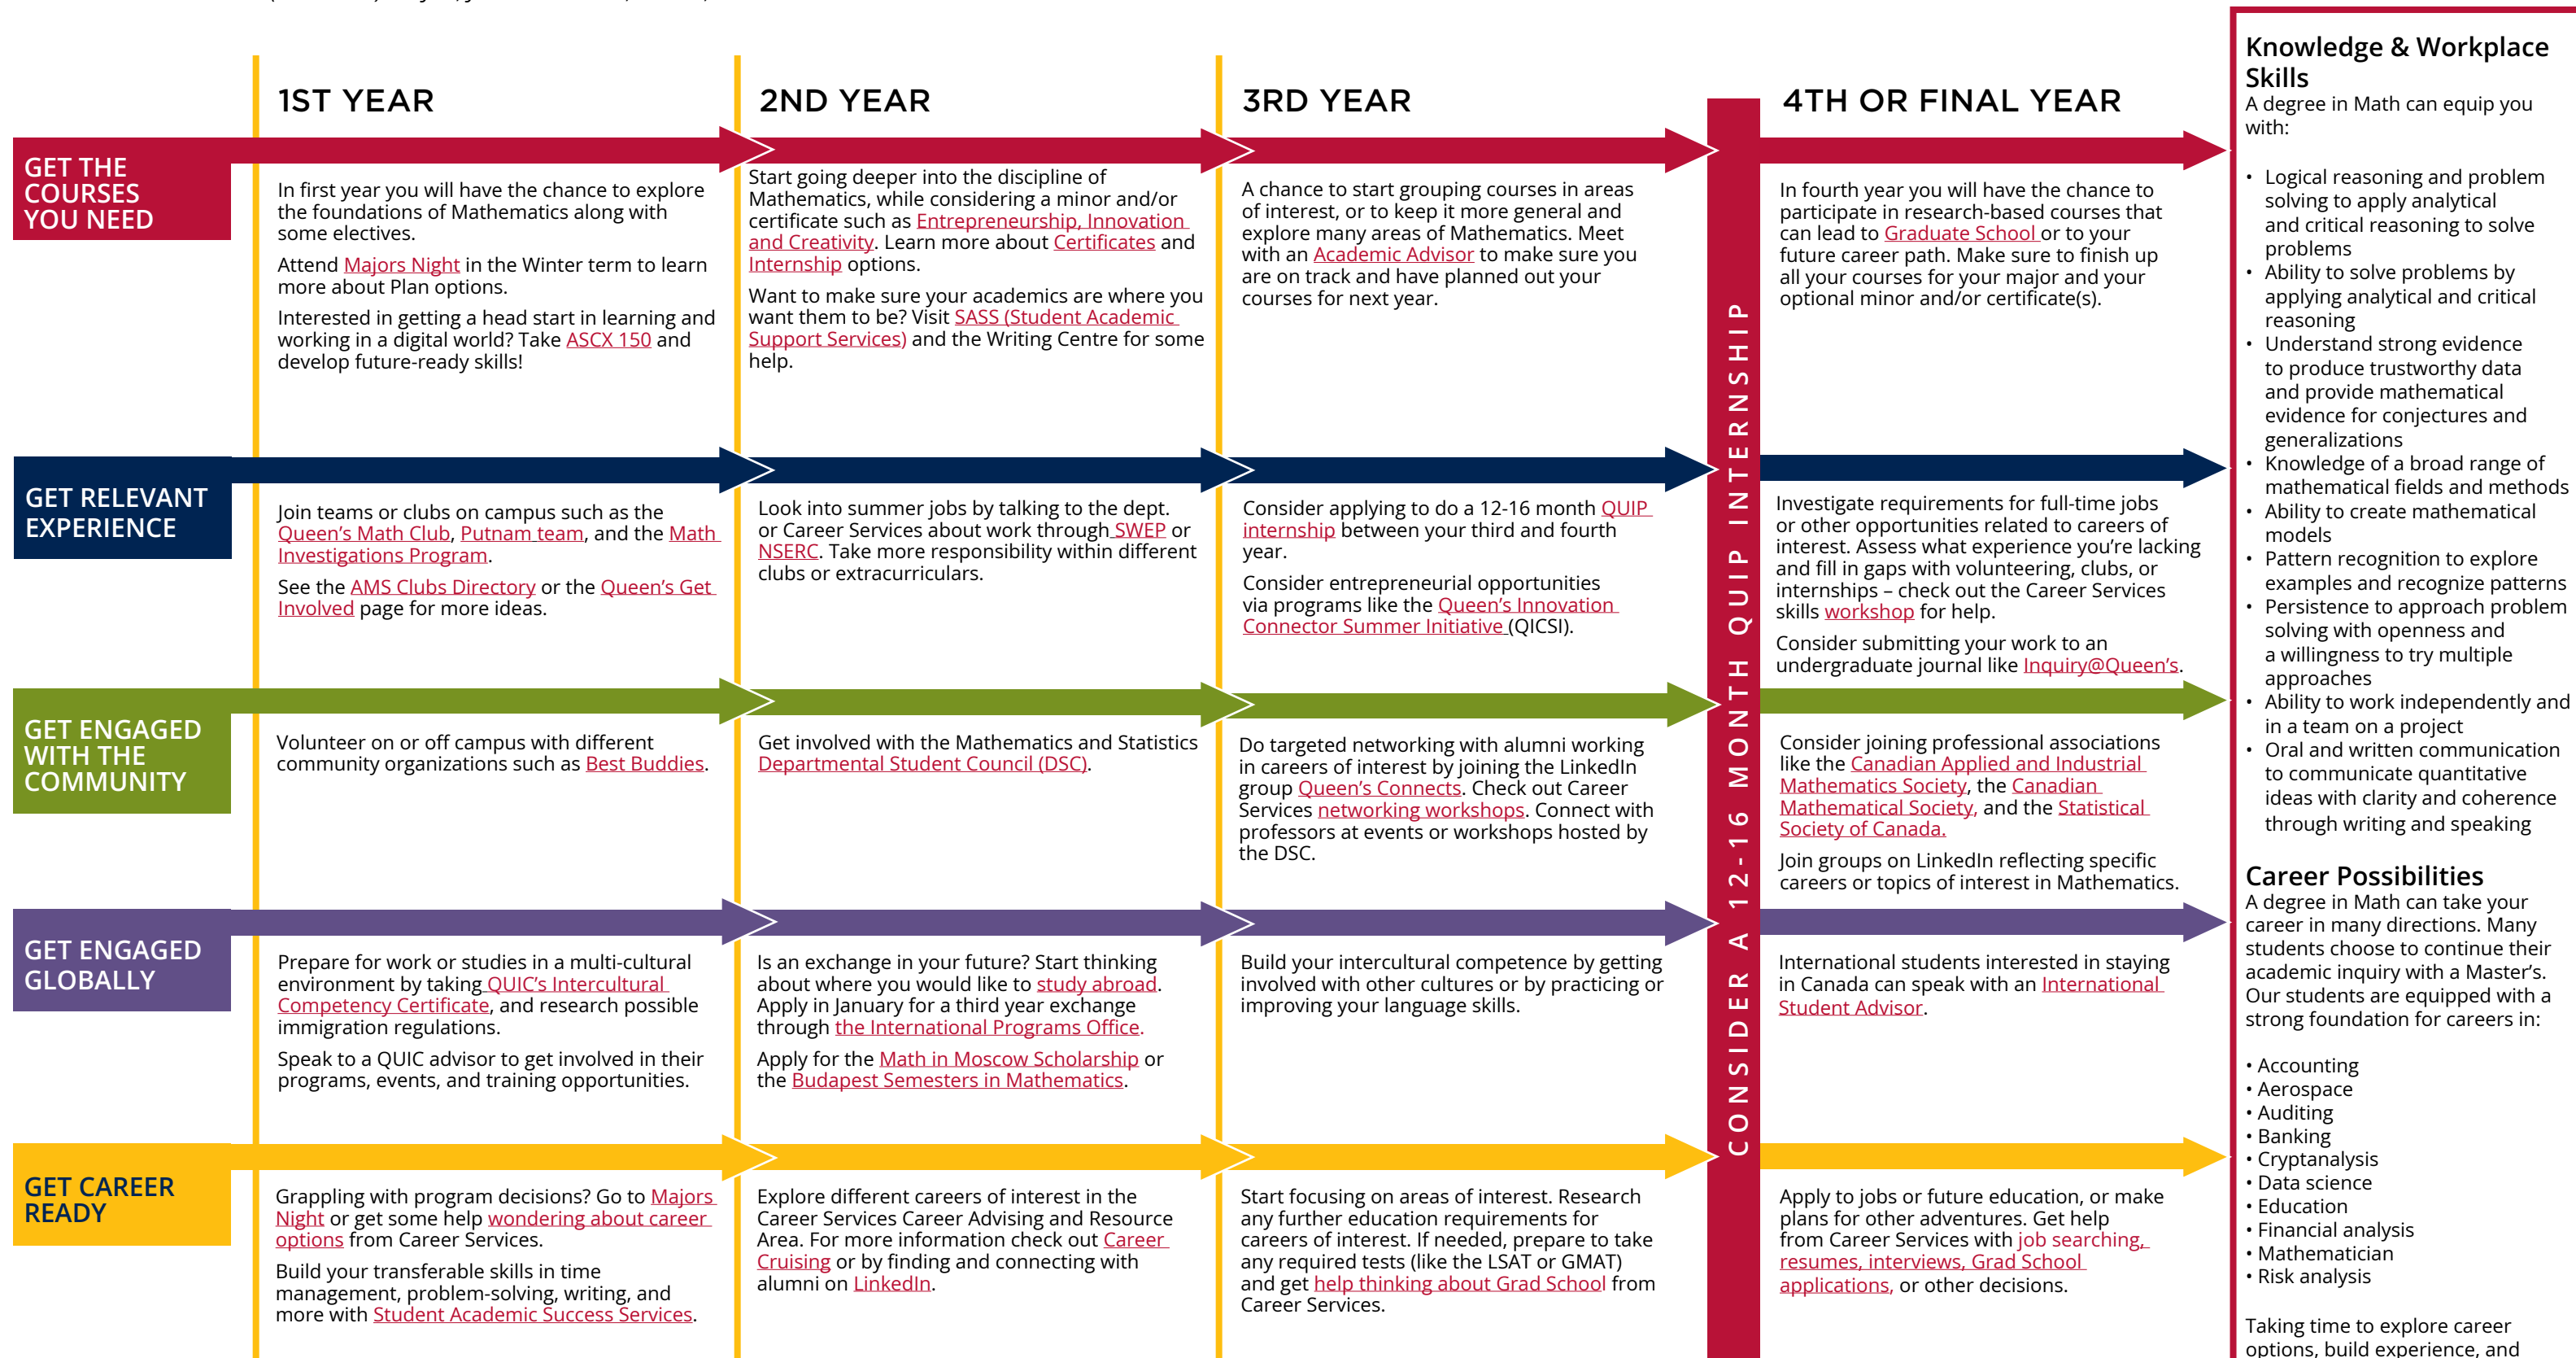 1ST YEAR
2ND YEAR
3RD YEAR
4TH OR FINAL YEAR
GET THE
COURSES
YOU NEED
In first year you will have the chance to explore
the foundations of Mathematics along with
some electives.
Attend Majors Night in the Winter term to learn
more about Plan options.
Interested in getting a head start in learning and
working in a digital world? Take ASCX 150 and
develop future-ready skills!
Start going deeper into the discipline of
Mathematics, while considering a minor and/or
certificate such as Entrepreneurship, Innovation
and Creativity. Learn more about Certificates and
Internship options.
Want to make sure your academics are where you
want them to be? Visit SASS (Student Academic
Support Services) and the Writing Centre for some
help.
A chance to start grouping courses in areas
of interest, or to keep it more general and
explore many areas of Mathematics. Meet
with an Academic Advisor to make sure you
are on track and have planned out your
courses for next year.
In fourth year you will have the chance to
participate in research-based courses that
can lead to Graduate School or to your
future career path. Make sure to finish up
all your courses for your major and your
optional minor and/or certificate(s).
GET RELEVANT
EXPERIENCE
Join teams or clubs on campus such as the
Queen's Math Club, Putnam team, and the Math
Investigations Program.
See the AMS Clubs Directory or the Queen's Get
Involved page for more ideas.
Look into summer jobs by talking to the dept.
or Career Services about work through SWEP or
NSERC. Take more responsibility within different
clubs or extracurriculars.
Consider applying to do a 12-16 month QUIP
internship between your third and fourth
year.
Consider entrepreneurial opportunities
via programs like the Queen's Innovation
Connector Summer Initiative (QICSI).
Investigate requirements for full-time jobs
or other opportunities related to careers of
interest. Assess what experience you're lacking
and fill in gaps with volunteering, clubs, or
internships – check out the Career Services
skills workshop for help.
Consider submitting your work to an
undergraduate journal like Inquiry@Queen's.
GET ENGAGED
WITH THE
COMMUNITY
Volunteer on or off campus with different
community organizations such as Best Buddies.
Get involved with the Mathematics and Statistics
Departmental Student Council (DSC).
Do targeted networking with alumni working
in careers of interest by joining the LinkedIn
group Queen's Connects. Check out Career
Services networking workshops. Connect with
professors at events or workshops hosted by
the DSC.
Consider joining professional associations
like the Canadian Applied and Industrial
Mathematics Society, the Canadian
Mathematical Society, and the Statistical
Society of Canada.
Join groups on LinkedIn reflecting specific
careers or topics of interest in Mathematics.
GET ENGAGED
GLOBALLY
Prepare for work or studies in a multi-cultural
environment by taking QUIC's Intercultural
Competency Certificate, and research possible
immigration regulations.
Speak to a QUIC advisor to get involved in their
programs, events, and training opportunities.
Is an exchange in your future? Start thinking
about where you would like to study abroad.
Apply in January for a third year exchange
through the International Programs Office.
Apply for the Math in Moscow Scholarship or
the Budapest Semesters in Mathematics.
Build your intercultural competence by getting
involved with other cultures or by practicing or
improving your language skills.
International students interested in staying
in Canada can speak with an International
Student Advisor.
GET CAREER
READY
Grappling with program decisions? Go to Majors
Night or get some help wondering about career
options from Career Services.
Build your transferable skills in time
management, problem-solving, writing, and
more with Student Academic Success Services.
Explore different careers of interest in the
Career Services Career Advising and Resource
Area. For more information check out Career
Cruising or by finding and connecting with
alumni on LinkedIn.
Start focusing on areas of interest. Research
any further education requirements for
careers of interest. If needed, prepare to take
any required tests (like the LSAT or GMAT)
and get help thinking about Grad School from
Career Services.
Apply to jobs or future education, or make
plans for other adventures. Get help
from Career Services with job searching,
resumes, interviews, Grad School
applications, or other decisions.
CONSIDER A 12-16 MONTH QUIP INTERNSHIP
Knowledge & Workplace
Skills
A degree in Math can equip you
with:
• Logical reasoning and problem
solving to apply analytical
and critical reasoning to solve
problems
• Ability to solve problems by
applying analytical and critical
reasoning
• Understand strong evidence
to produce trustworthy data
and provide mathematical
evidence for conjectures and
generalizations
• Knowledge of a broad range of
mathematical fields and methods
• Ability to create mathematical
models
• Pattern recognition to explore
examples and recognize patterns
• Persistence to approach problem
solving with openness and
a willingness to try multiple
approaches
• Ability to work independently and
in a team on a project
• Oral and written communication
to communicate quantitative
ideas with clarity and coherence
through writing and speaking
Career Possibilities
A degree in Math can take your
career in many directions. Many
students choose to continue their
academic inquiry with a Master's.
Our students are equipped with a
strong foundation for careers in:
• Accounting
• Aerospace
• Auditing
• Banking
• Cryptanalysis
• Data science
• Education
• Financial analysis
• Mathematician
• Risk analysis
Taking time to explore career
options, build experience, and